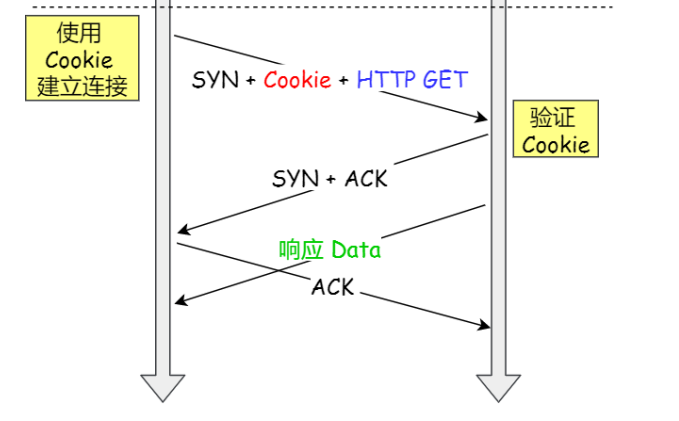 使用
Cookie
建立连接
SYN + Cookie + HTTP GET
验证
Cookie
SYN + ACK
响应 Data
ACK